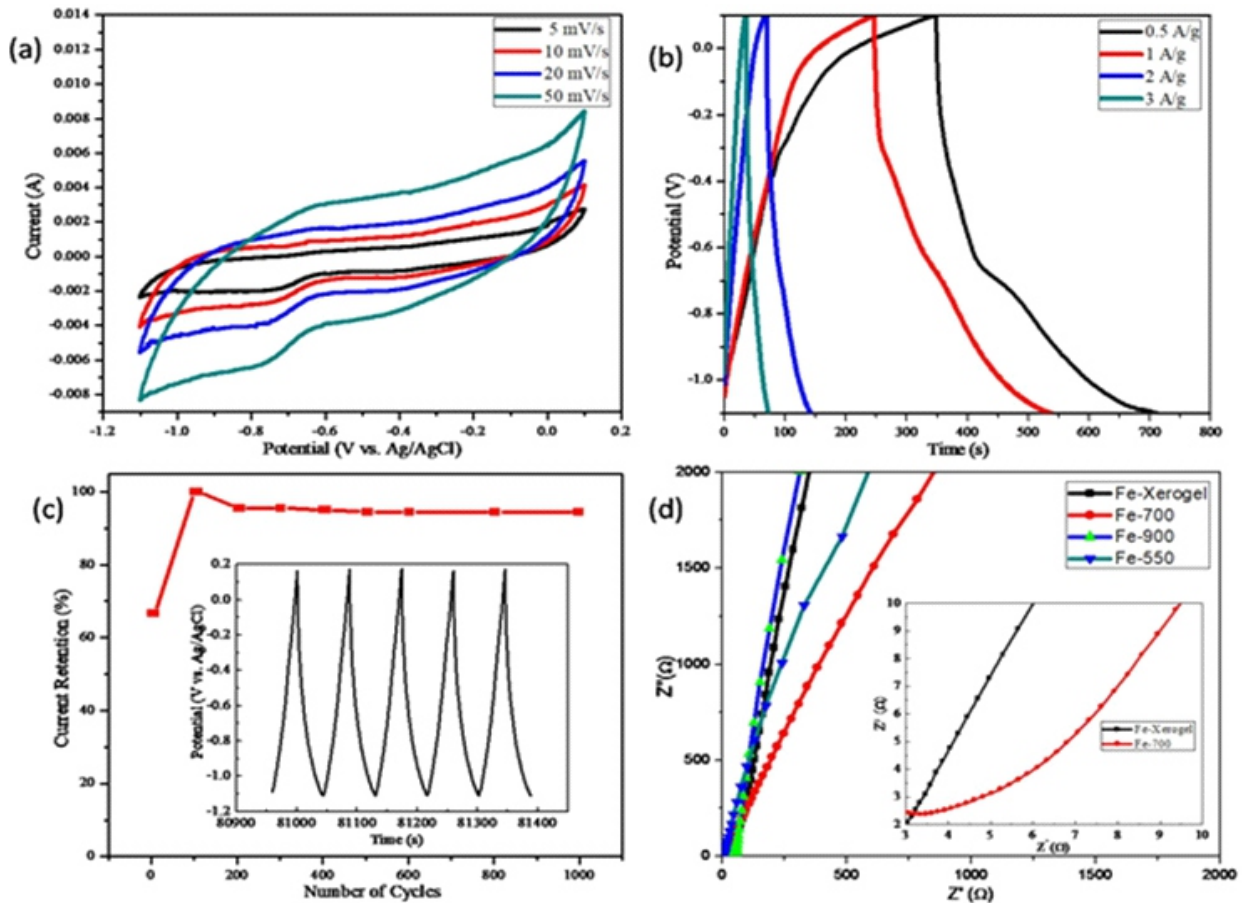 (a)
5 mV/s
10 mV/s
20 mV/s
50 mV/s
0.014
0.012
0.010
0.008
0.006
0.004
0.002
0.000
-0.002
-0.004
-0.006
-0.008
Current (A)
-1.2 -1.0 -0.8 -0.6 -0.4 -0.2 0.0 0.2
Potential (V vs. Ag/AgCl)
(b)
0.5 A/g
1 A/g
2 A/g
3 A/g
0.0
-0.2
-0.4
-0.6
-0.8
-1.0
Potential (V)
0 100 200 300 400 500 600 700 800
Time (s)
(c)
100
80
60
40
20
0
Current Retention (%)
0 200 400 600 800 1000
Number of Cycles
0.2
0.0
-0.2
-0.4
-0.6
-0.8
-1.0
-1.2
Potential (V vs. Ag/AgCl)
80900 81000 81100 81200 81300 81400
Time (s)
(d)
Fe-Xerogel
Fe-700
Fe-900
Fe-550
2000
1500
1000
500
0
Z"(Ω)
0 250 500 750 1000 1250 1500 1750 2000
Z' (Ω)
10
9
8
7
6
5
4
3
2
Fe-Xerogel
Fe-700
3 4 5 6 7 8 9 10
Z' (Ω)